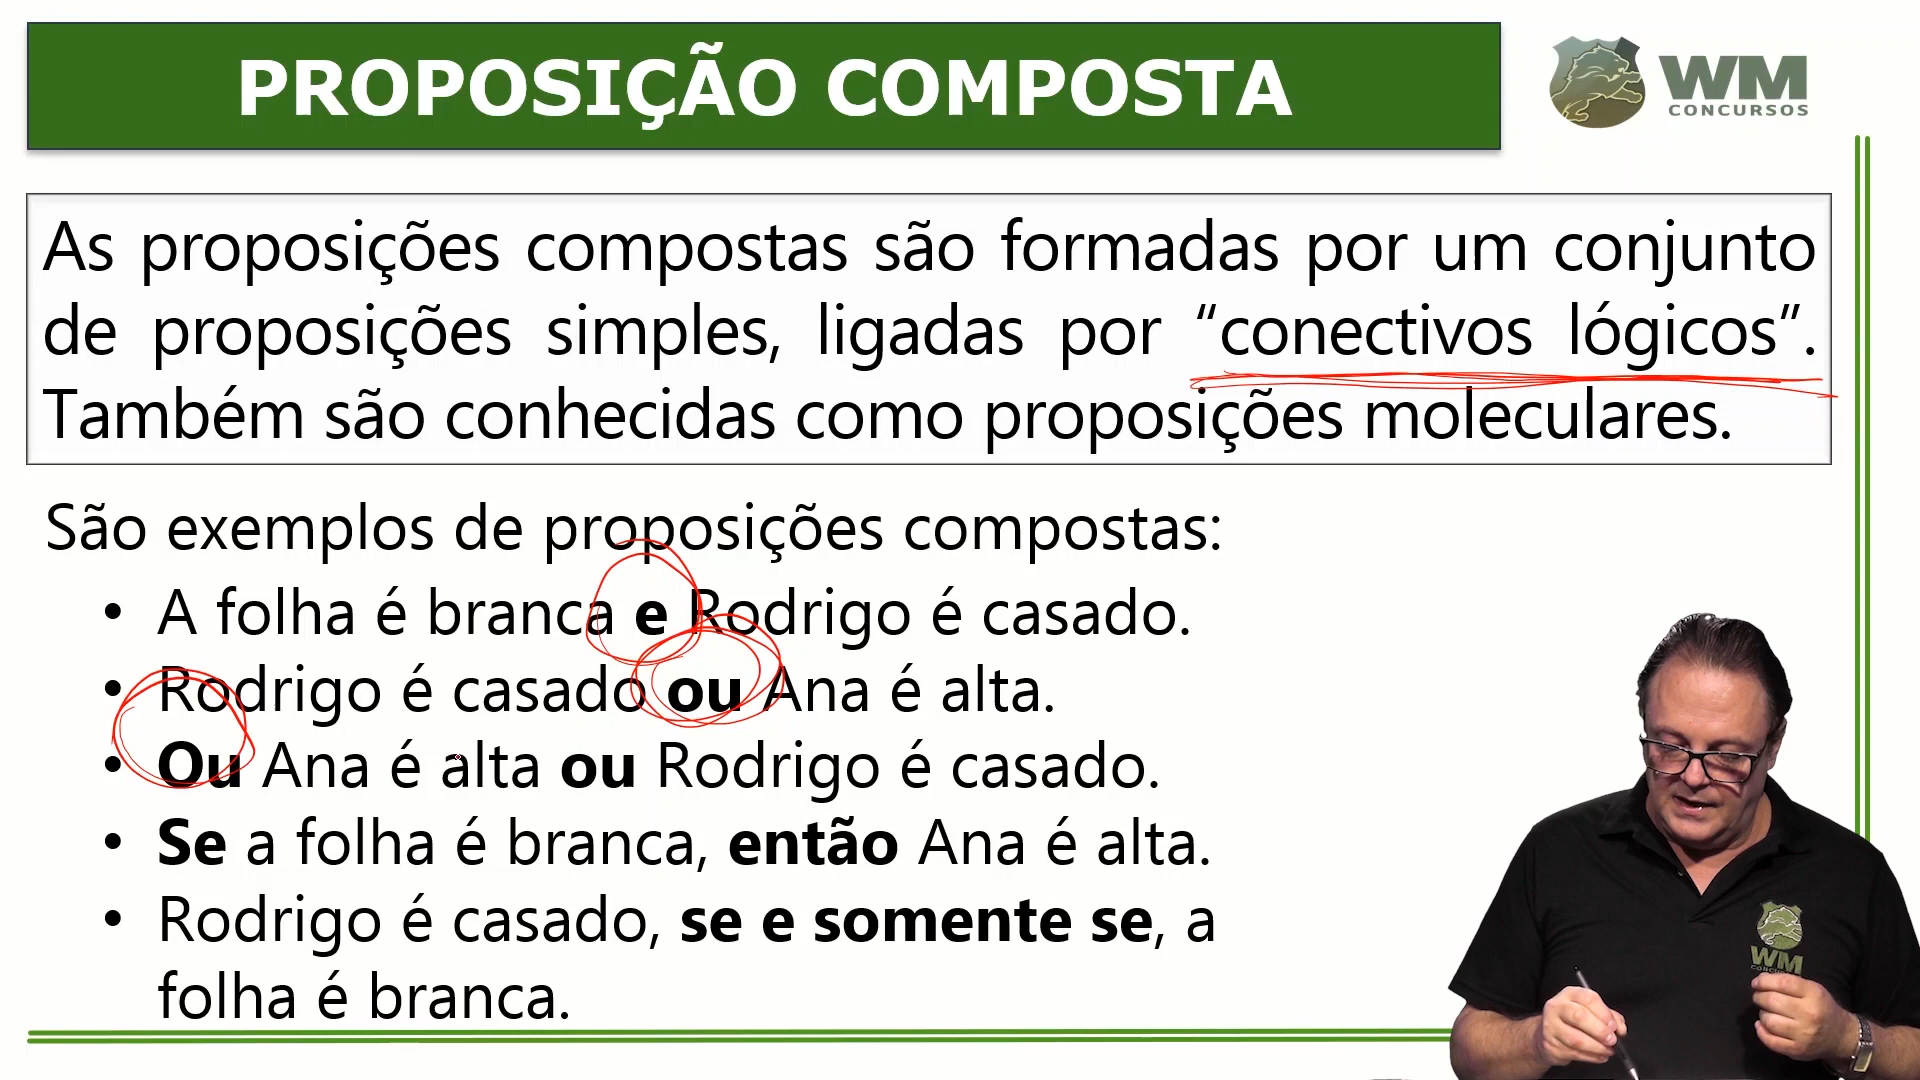 PROPOSIÇÃO COMPOSTA
WM
CONCURSOS
As proposições compostas são formadas por um conjunto
de proposições simples, ligadas por “conectivos lógicos”.
Também são conhecidas como proposições moleculares.
São exemplos de proposições compostas:
• A folha é branca e Rodrigo é casado.
• Rodrigo é casado ou Ana é alta.
• Ou Ana é alta ou Rodrigo é casado.
• Se a folha é branca, então Ana é alta.
• Rodrigo é casado, se e somente se, a
folha é branca.
WM